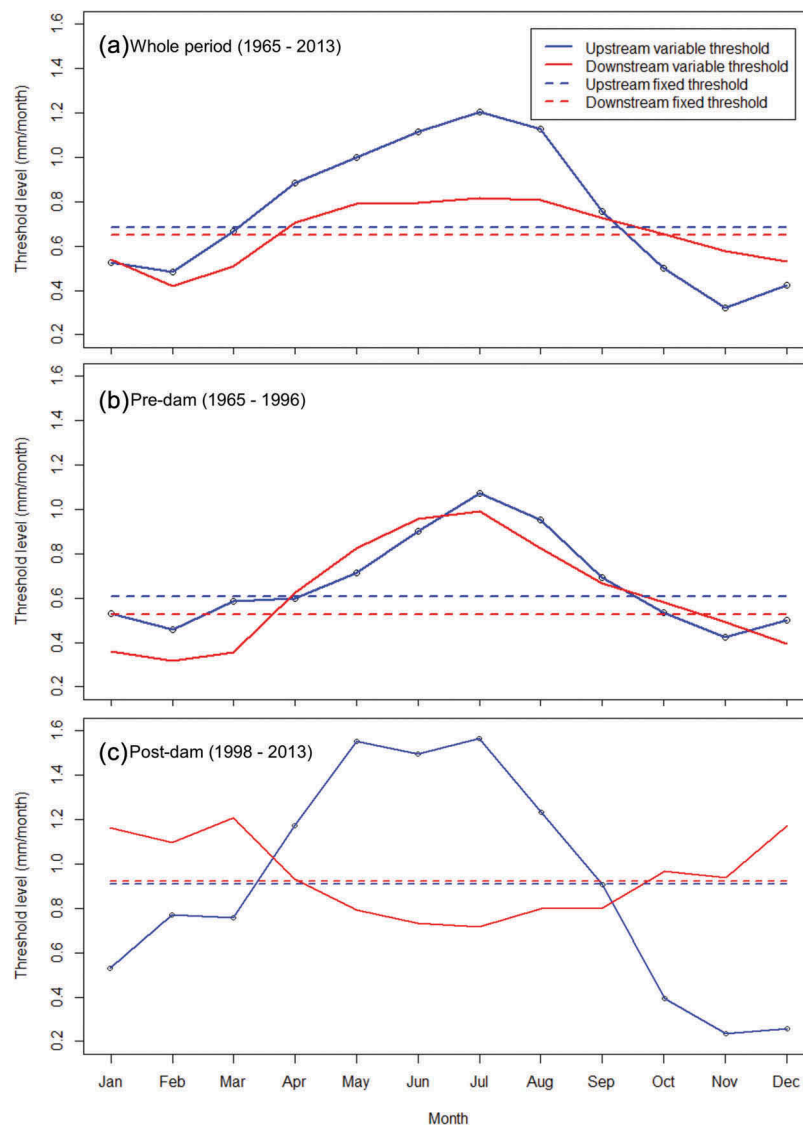 (a) Whole period (1965 - 2013)
Upstream variable threshold
Downstream variable threshold
Upstream fixed threshold
Downstream fixed threshold
Threshold level (mm/month)
1.6
1.4
1.2
1.0
0.8
0.6
0.4
0.2
(b) Pre-dam (1965 - 1996)
Threshold level (mm/month)
1.6
1.4
1.2
1.0
0.8
0.6
0.4
0.2
(c) Post-dam (1998 - 2013)
Threshold level (mm/month)
1.6
1.4
1.2
1.0
0.8
0.6
0.4
0.2
Jan Feb Mar Apr May Jun Jul Aug Sep Oct Nov Dec
Month